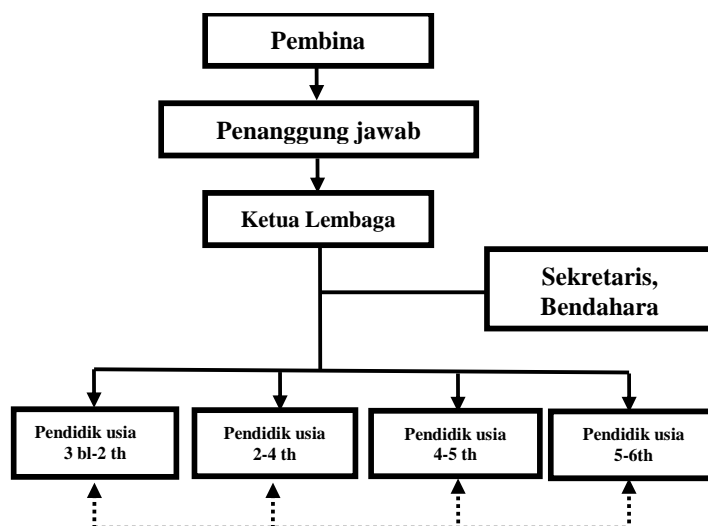 Pembina
Penanggung jawab
Ketua Lembaga
Sekretaris,
Bendahara
Pendidik usia
3 bl-2 th
Pendidik usia
2-4 th
Pendidik usia
4-5 th
Pendidik usia
5-6th